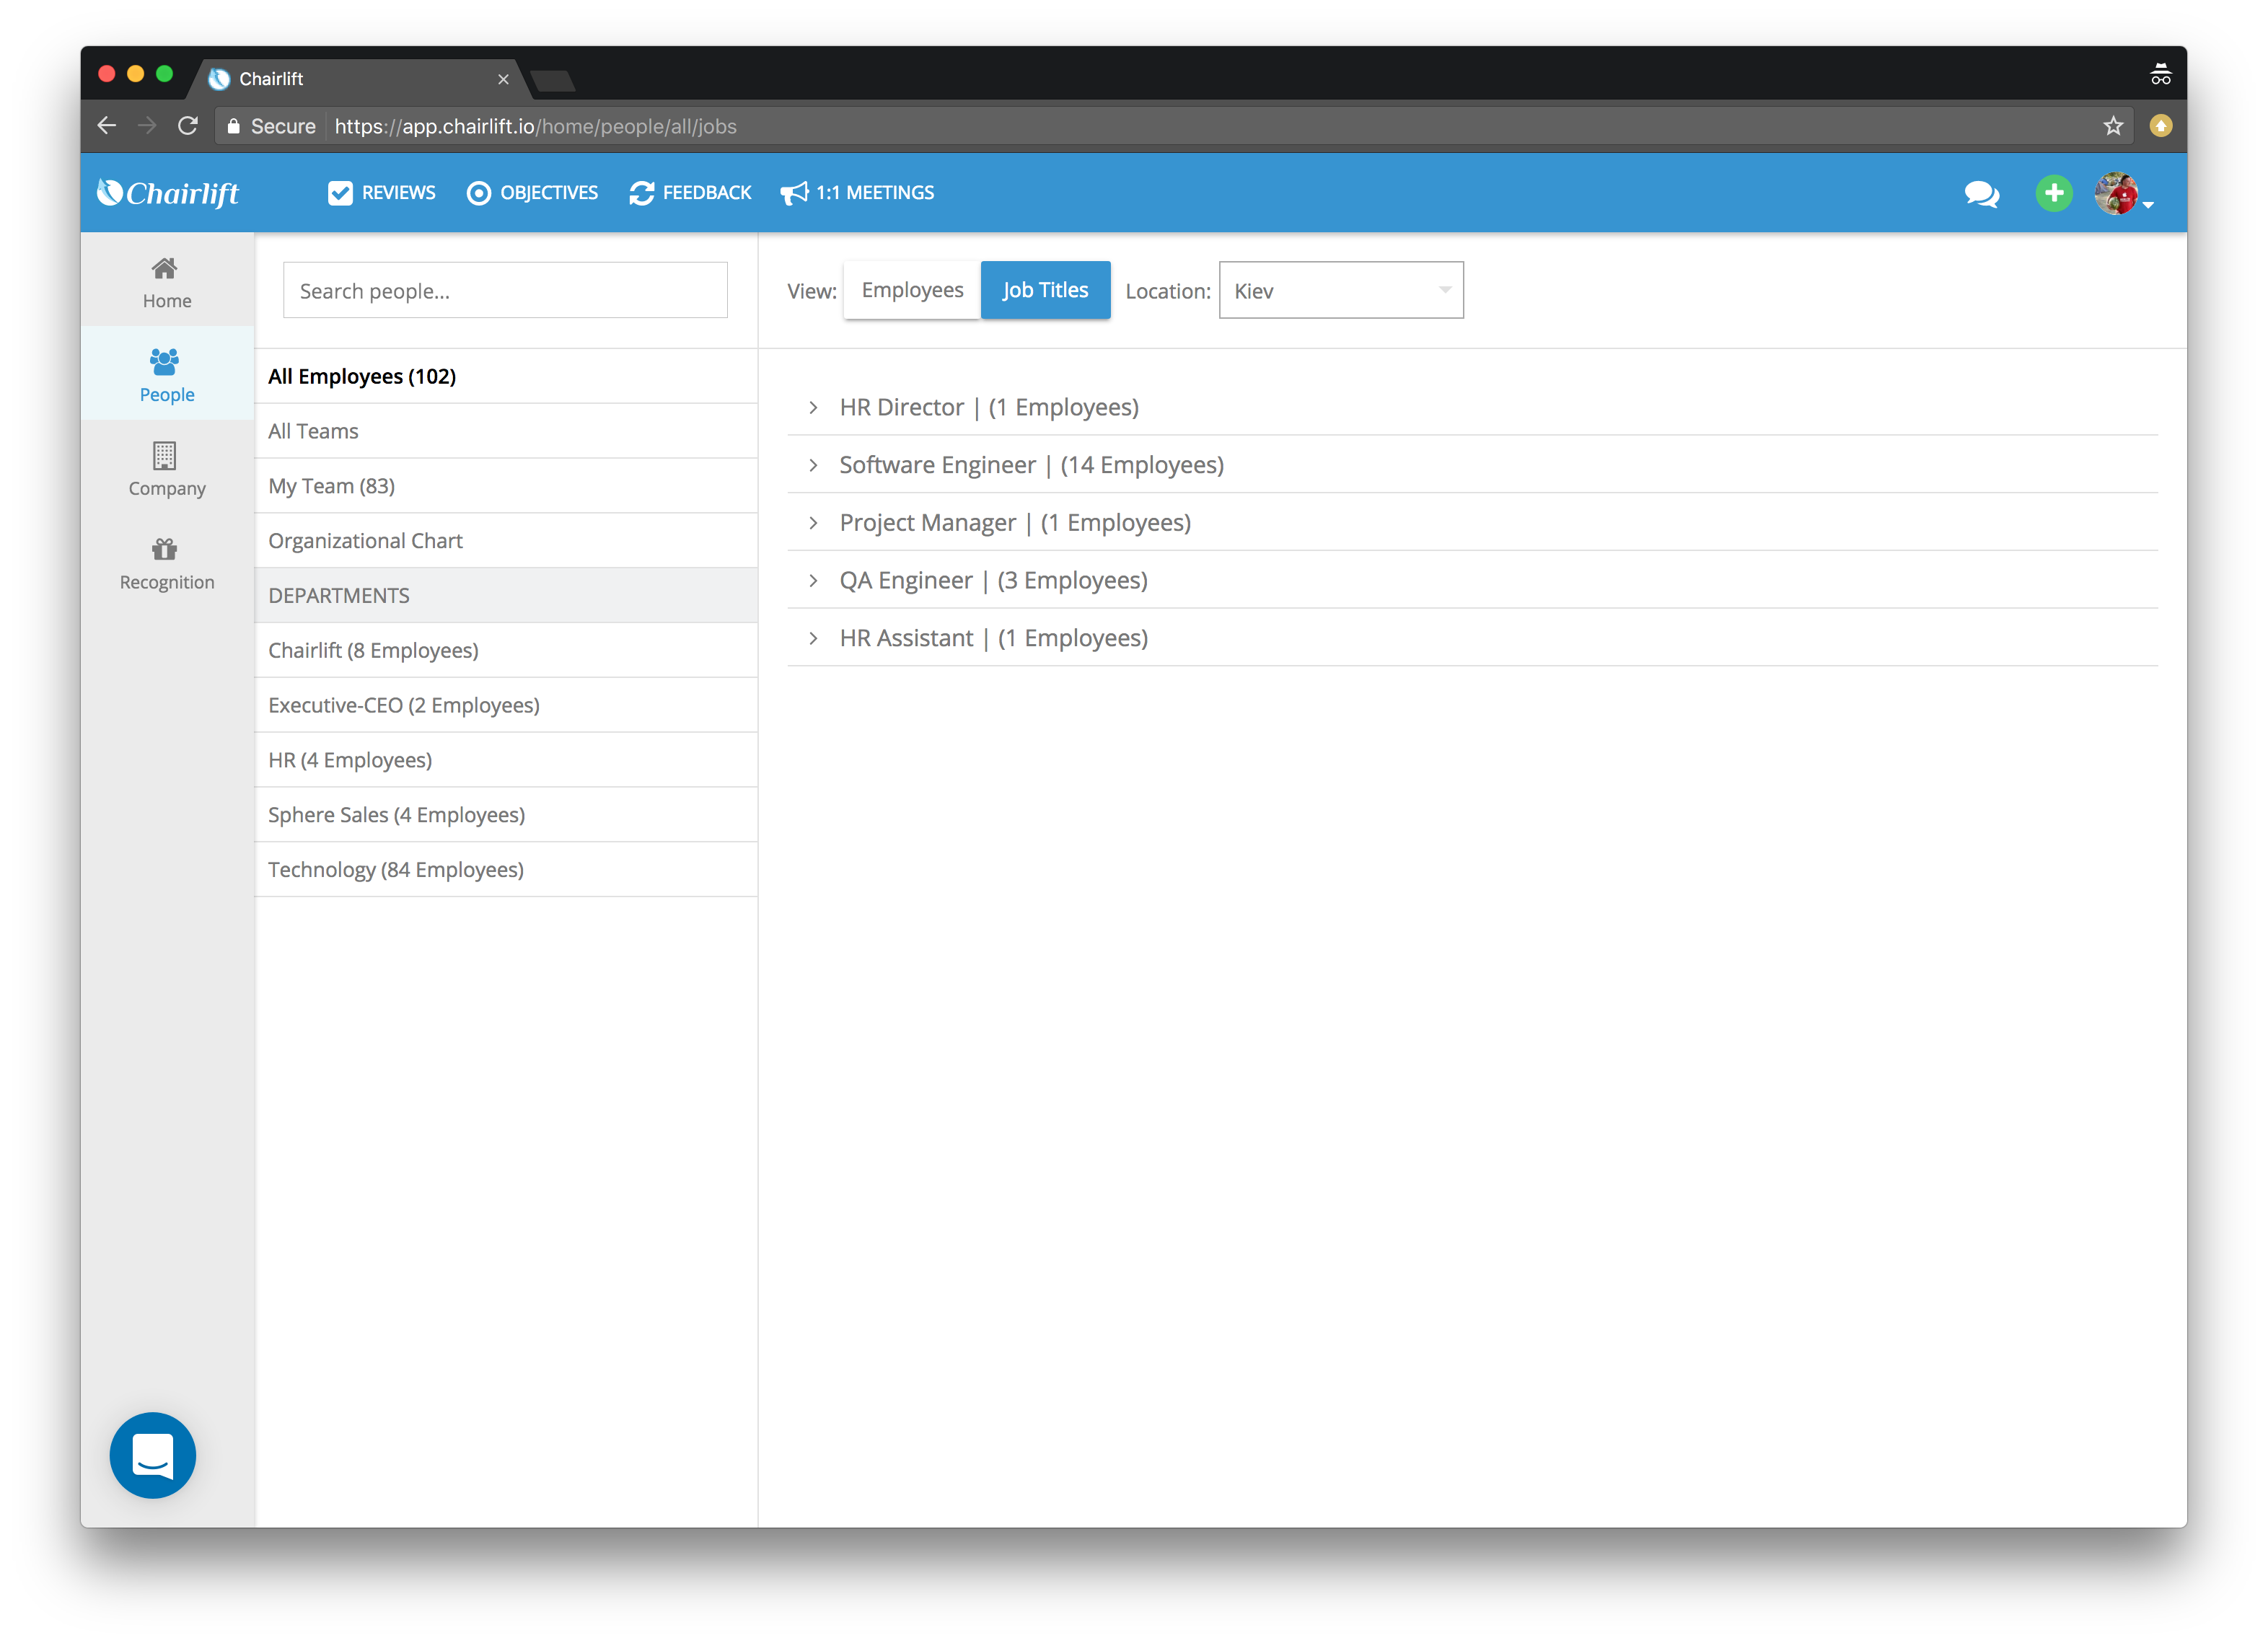 Chairlift
Secure https://app.chairlift.io/home/people/all/jobs
Chairlift REVIEWS OBJECTIVES FEEDBACK 1:1 MEETINGS
Home
People
Company
Recognition
Search people...
All Employees (102)
All Teams
My Team (83)
Organizational Chart
DEPARTMENTS
Chairlift (8 Employees)
Executive-CEO (2 Employees)
HR (4 Employees)
Sphere Sales (4 Employees)
Technology (84 Employees)
View: Employees Job Titles Location: Kiev
HR Director | (1 Employees)
Software Engineer | (14 Employees)
Project Manager | (1 Employees)
QA Engineer | (3 Employees)
HR Assistant | (1 Employees)